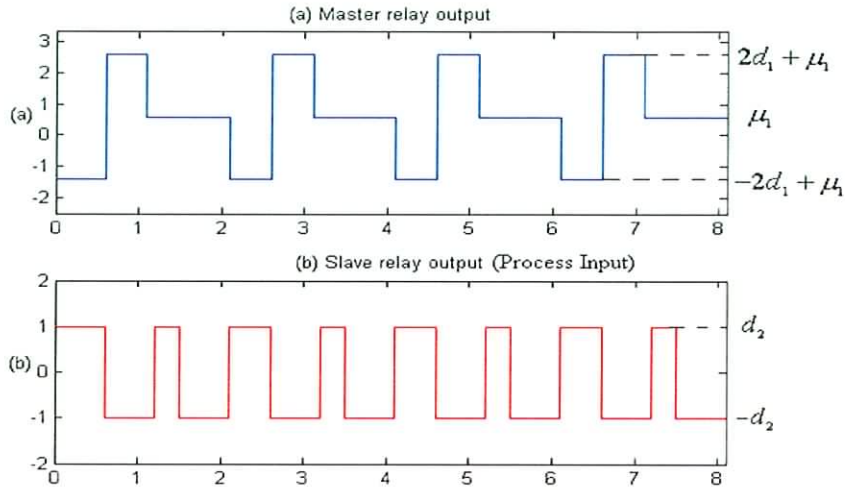 (a) Master relay output
3
2
1
0
-1
-2
(a)
2d₁ + μ₁
μ₁
-2d₁ + μ₁
0 1 2 3 4 5 6 7 8
(b) Slave relay output (Process Input)
2
1
0
-1
-2
(b)
d₂
-d₂
0 1 2 3 4 5 6 7 8